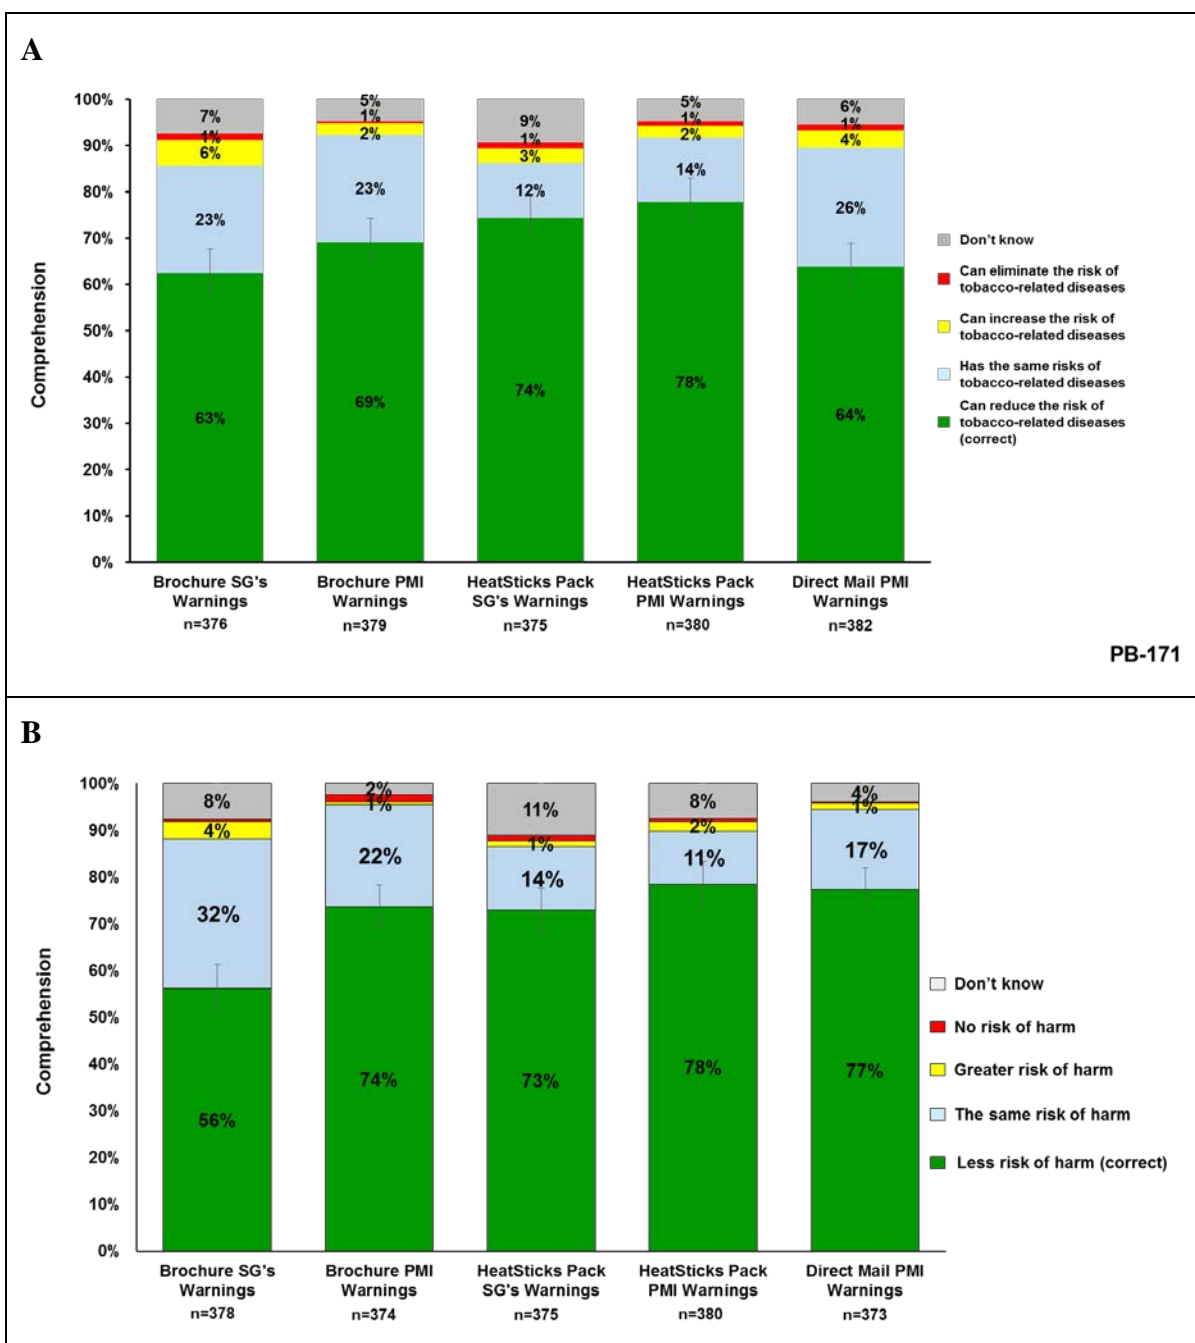 A
100%
90%
80%
70%
60%
50%
40%
30%
20%
10%
0%
Comprehension
7%
1%
6%
23%
63%
5%
1%
2%
23%
69%
9%
1%
3%
12%
74%
5%
1%
2%
14%
78%
6%
1%
4%
26%
64%
Don't know
Can eliminate the risk of
tobacco-related diseases
Can increase the risk of
tobacco-related diseases
Has the same risks of
tobacco-related diseases
Can reduce the risk of
tobacco-related diseases
(correct)
Brochure SG's
Warnings
n=376
Brochure PMI
Warnings
n=379
HeatSticks Pack
SG's Warnings
n=375
HeatSticks Pack
PMI Warnings
n=380
Direct Mail PMI
Warnings
n=382
PB-171
B
100%
90%
80%
70%
60%
50%
40%
30%
20%
10%
0%
Comprehension
8%
4%
32%
56%
2%
1%
22%
74%
11%
1%
14%
73%
8%
2%
11%
78%
4%
1%
17%
77%
Don't know
No risk of harm
Greater risk of harm
The same risk of harm
Less risk of harm (correct)
Brochure SG's
Warnings
n=378
Brochure PMI
Warnings
n=374
HeatSticks Pack
SG's Warnings
n=375
HeatSticks Pack
PMI Warnings
n=380
Direct Mail PMI
Warnings
n=373